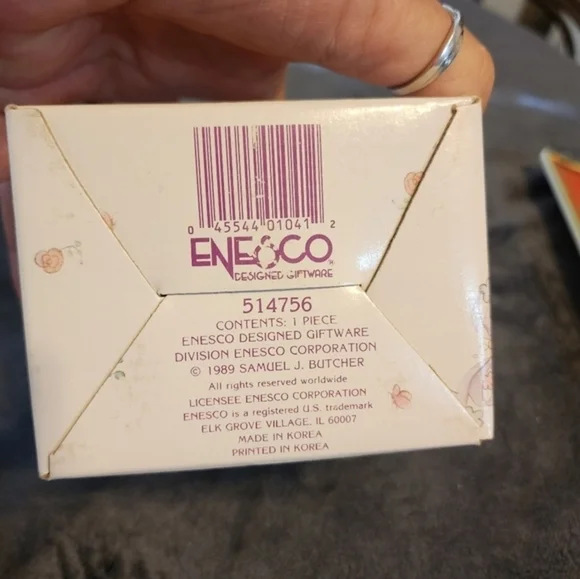 0 45544 01041 2
ENESCO®
DESIGNED GIFTWARE
514756
CONTENTS: 1 PIECE
ENESCO DESIGNED GIFTWARE
DIVISION ENESCO CORPORATION
© 1989 SAMUEL J. BUTCHER
All rights reserved worldwide
LICENSEE ENESCO CORPORATION
ENESCO is a registered U.S. trademark
ELK GROVE VILLAGE, IL 60007
MADE IN KOREA
PRINTED IN KOREA